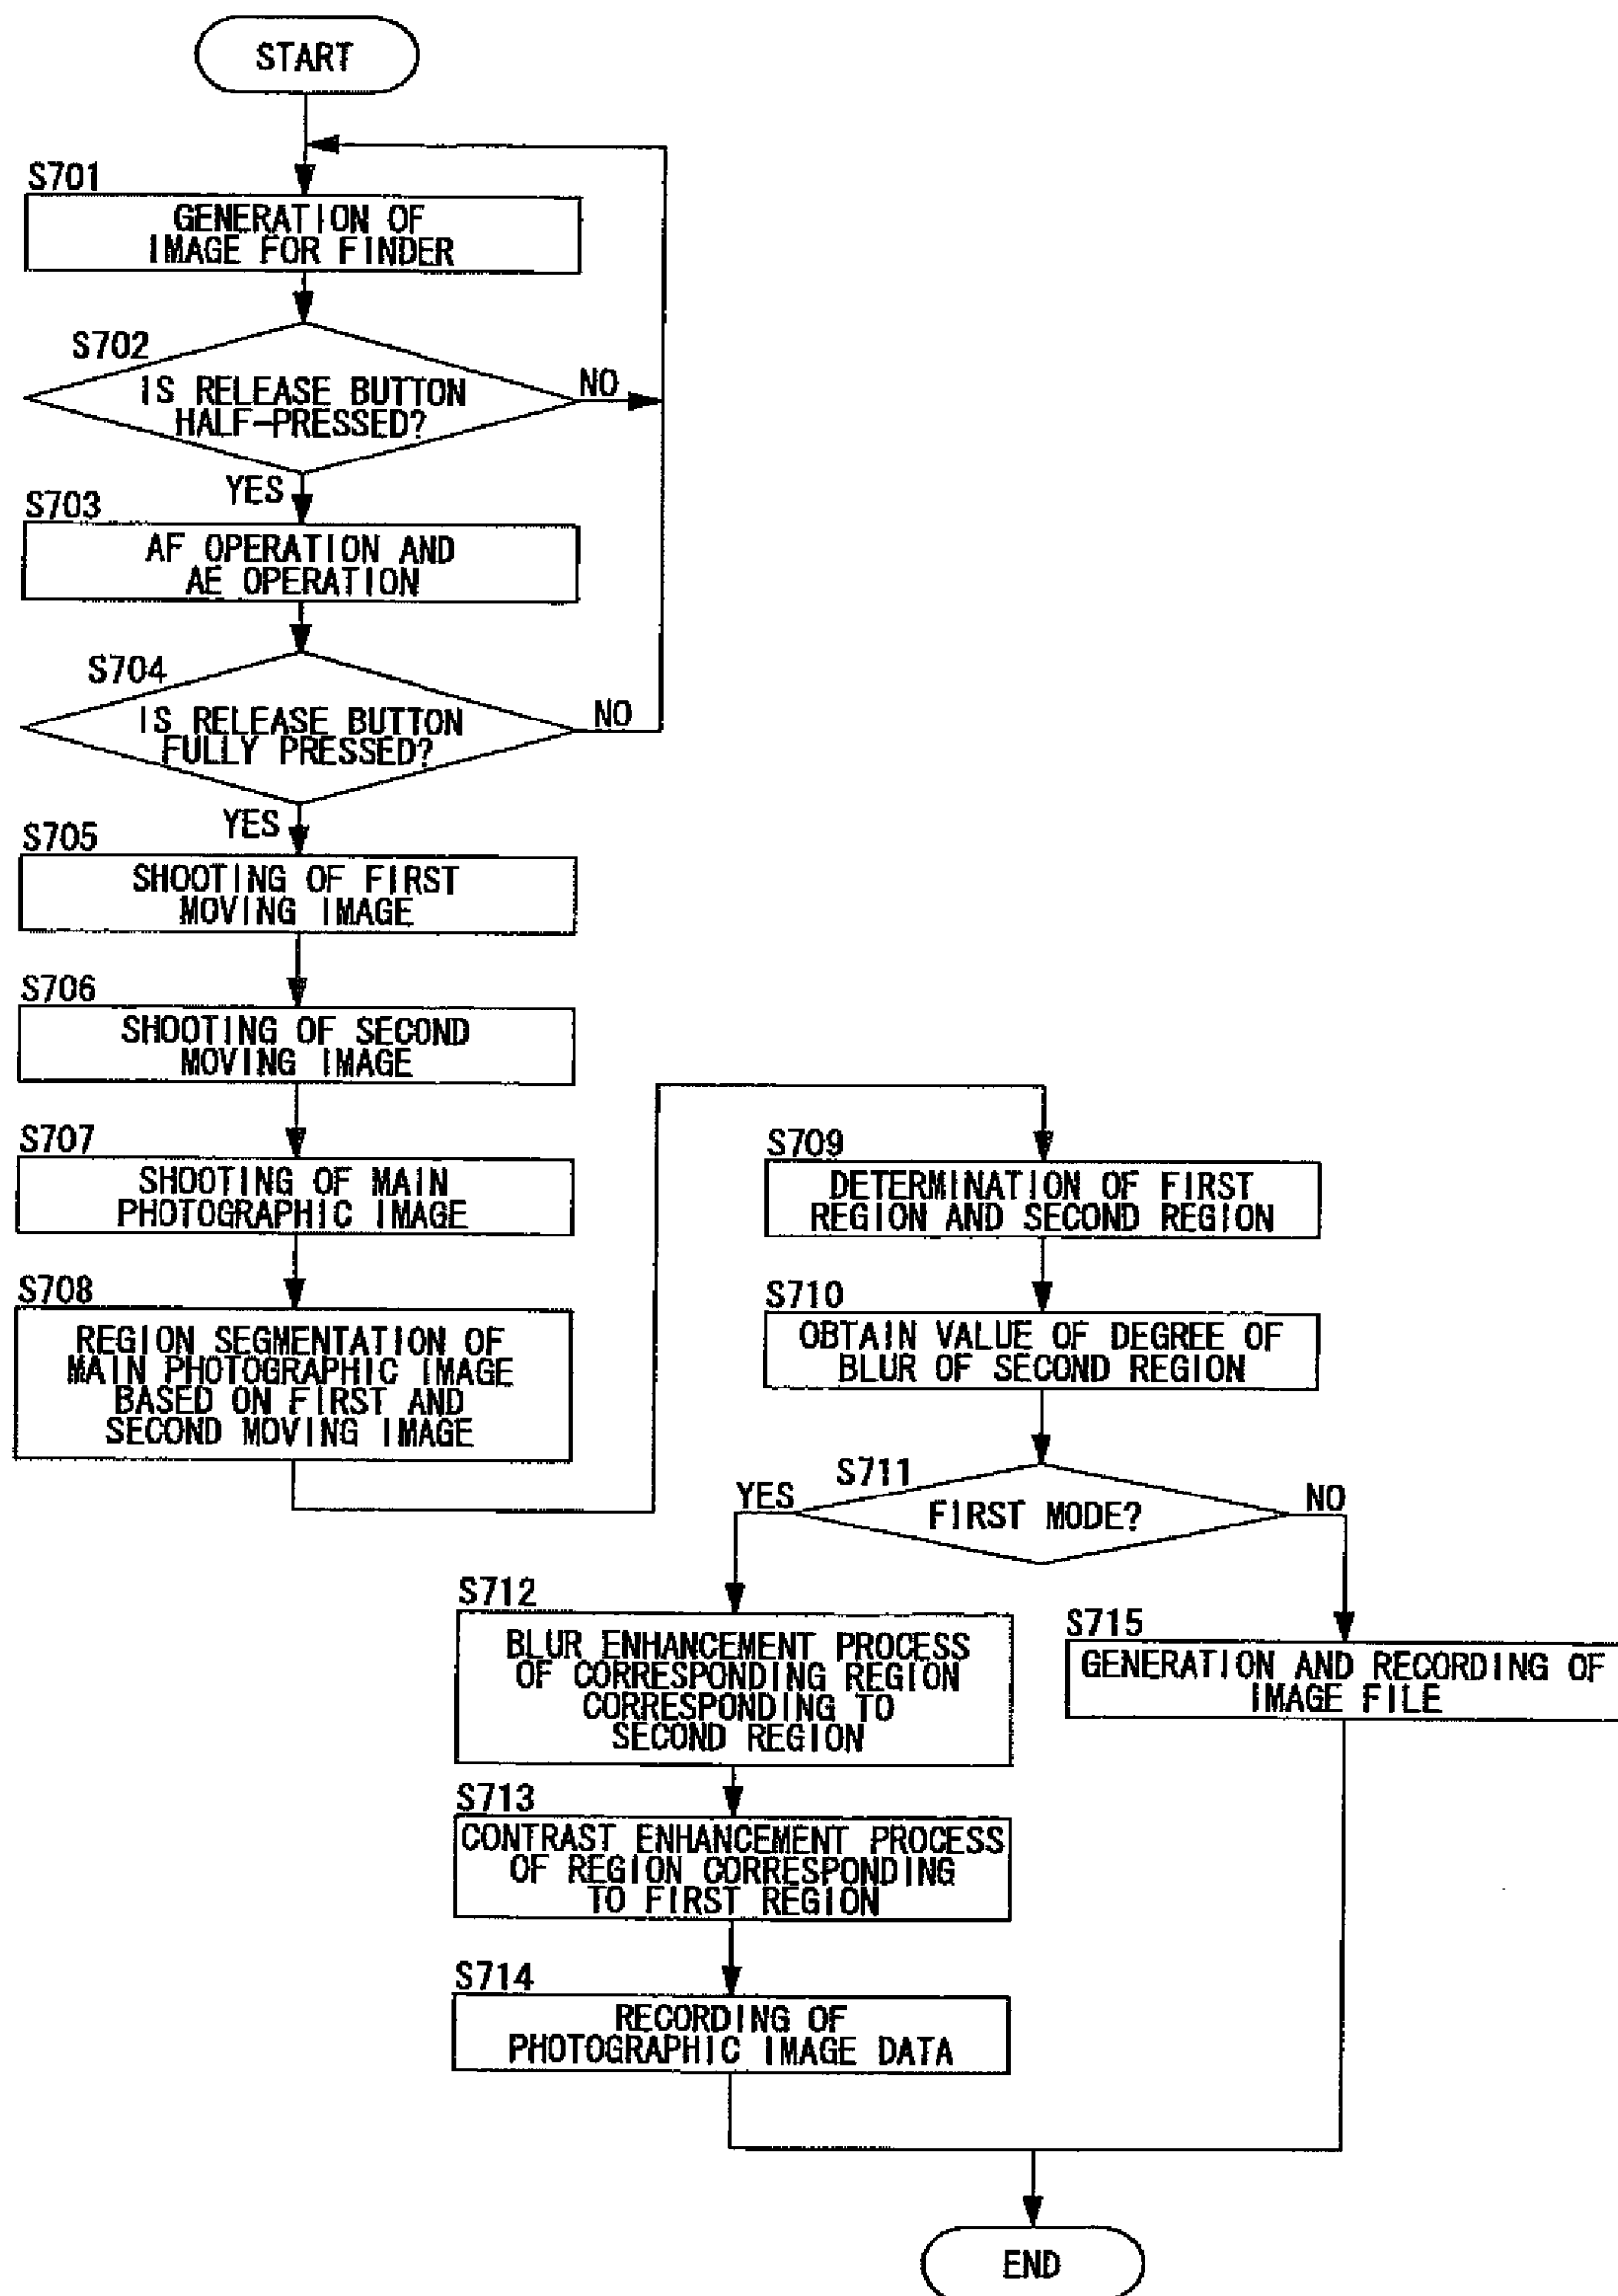 START
S701
GENERATION OF
IMAGE FOR FINDER
S702
IS RELEASE BUTTON
HALF-PRESSED?
NO
YES
S703
AF OPERATION AND
AE OPERATION
S704
IS RELEASE BUTTON
FULLY PRESSED?
NO
YES
S705
SHOOTING OF FIRST
MOVING IMAGE
S706
SHOOTING OF SECOND
MOVING IMAGE
S707
SHOOTING OF MAIN
PHOTOGRAPHIC IMAGE
S708
REGION SEGMENTATION OF
MAIN PHOTOGRAPHIC IMAGE
BASED ON FIRST AND
SECOND MOVING IMAGE
S709
DETERMINATION OF FIRST
REGION AND SECOND REGION
S710
OBTAIN VALUE OF DEGREE OF
BLUR OF SECOND REGION
S711
FIRST MODE?
YES
NO
S712
BLUR ENHANCEMENT PROCESS
OF CORRESPONDING REGION
CORRESPONDING TO
SECOND REGION
S713
CONTRAST ENHANCEMENT PROCESS
OF REGION CORRESPONDING
TO FIRST REGION
S714
RECORDING OF
PHOTOGRAPHIC IMAGE DATA
S715
GENERATION AND RECORDING OF
IMAGE FILE
END